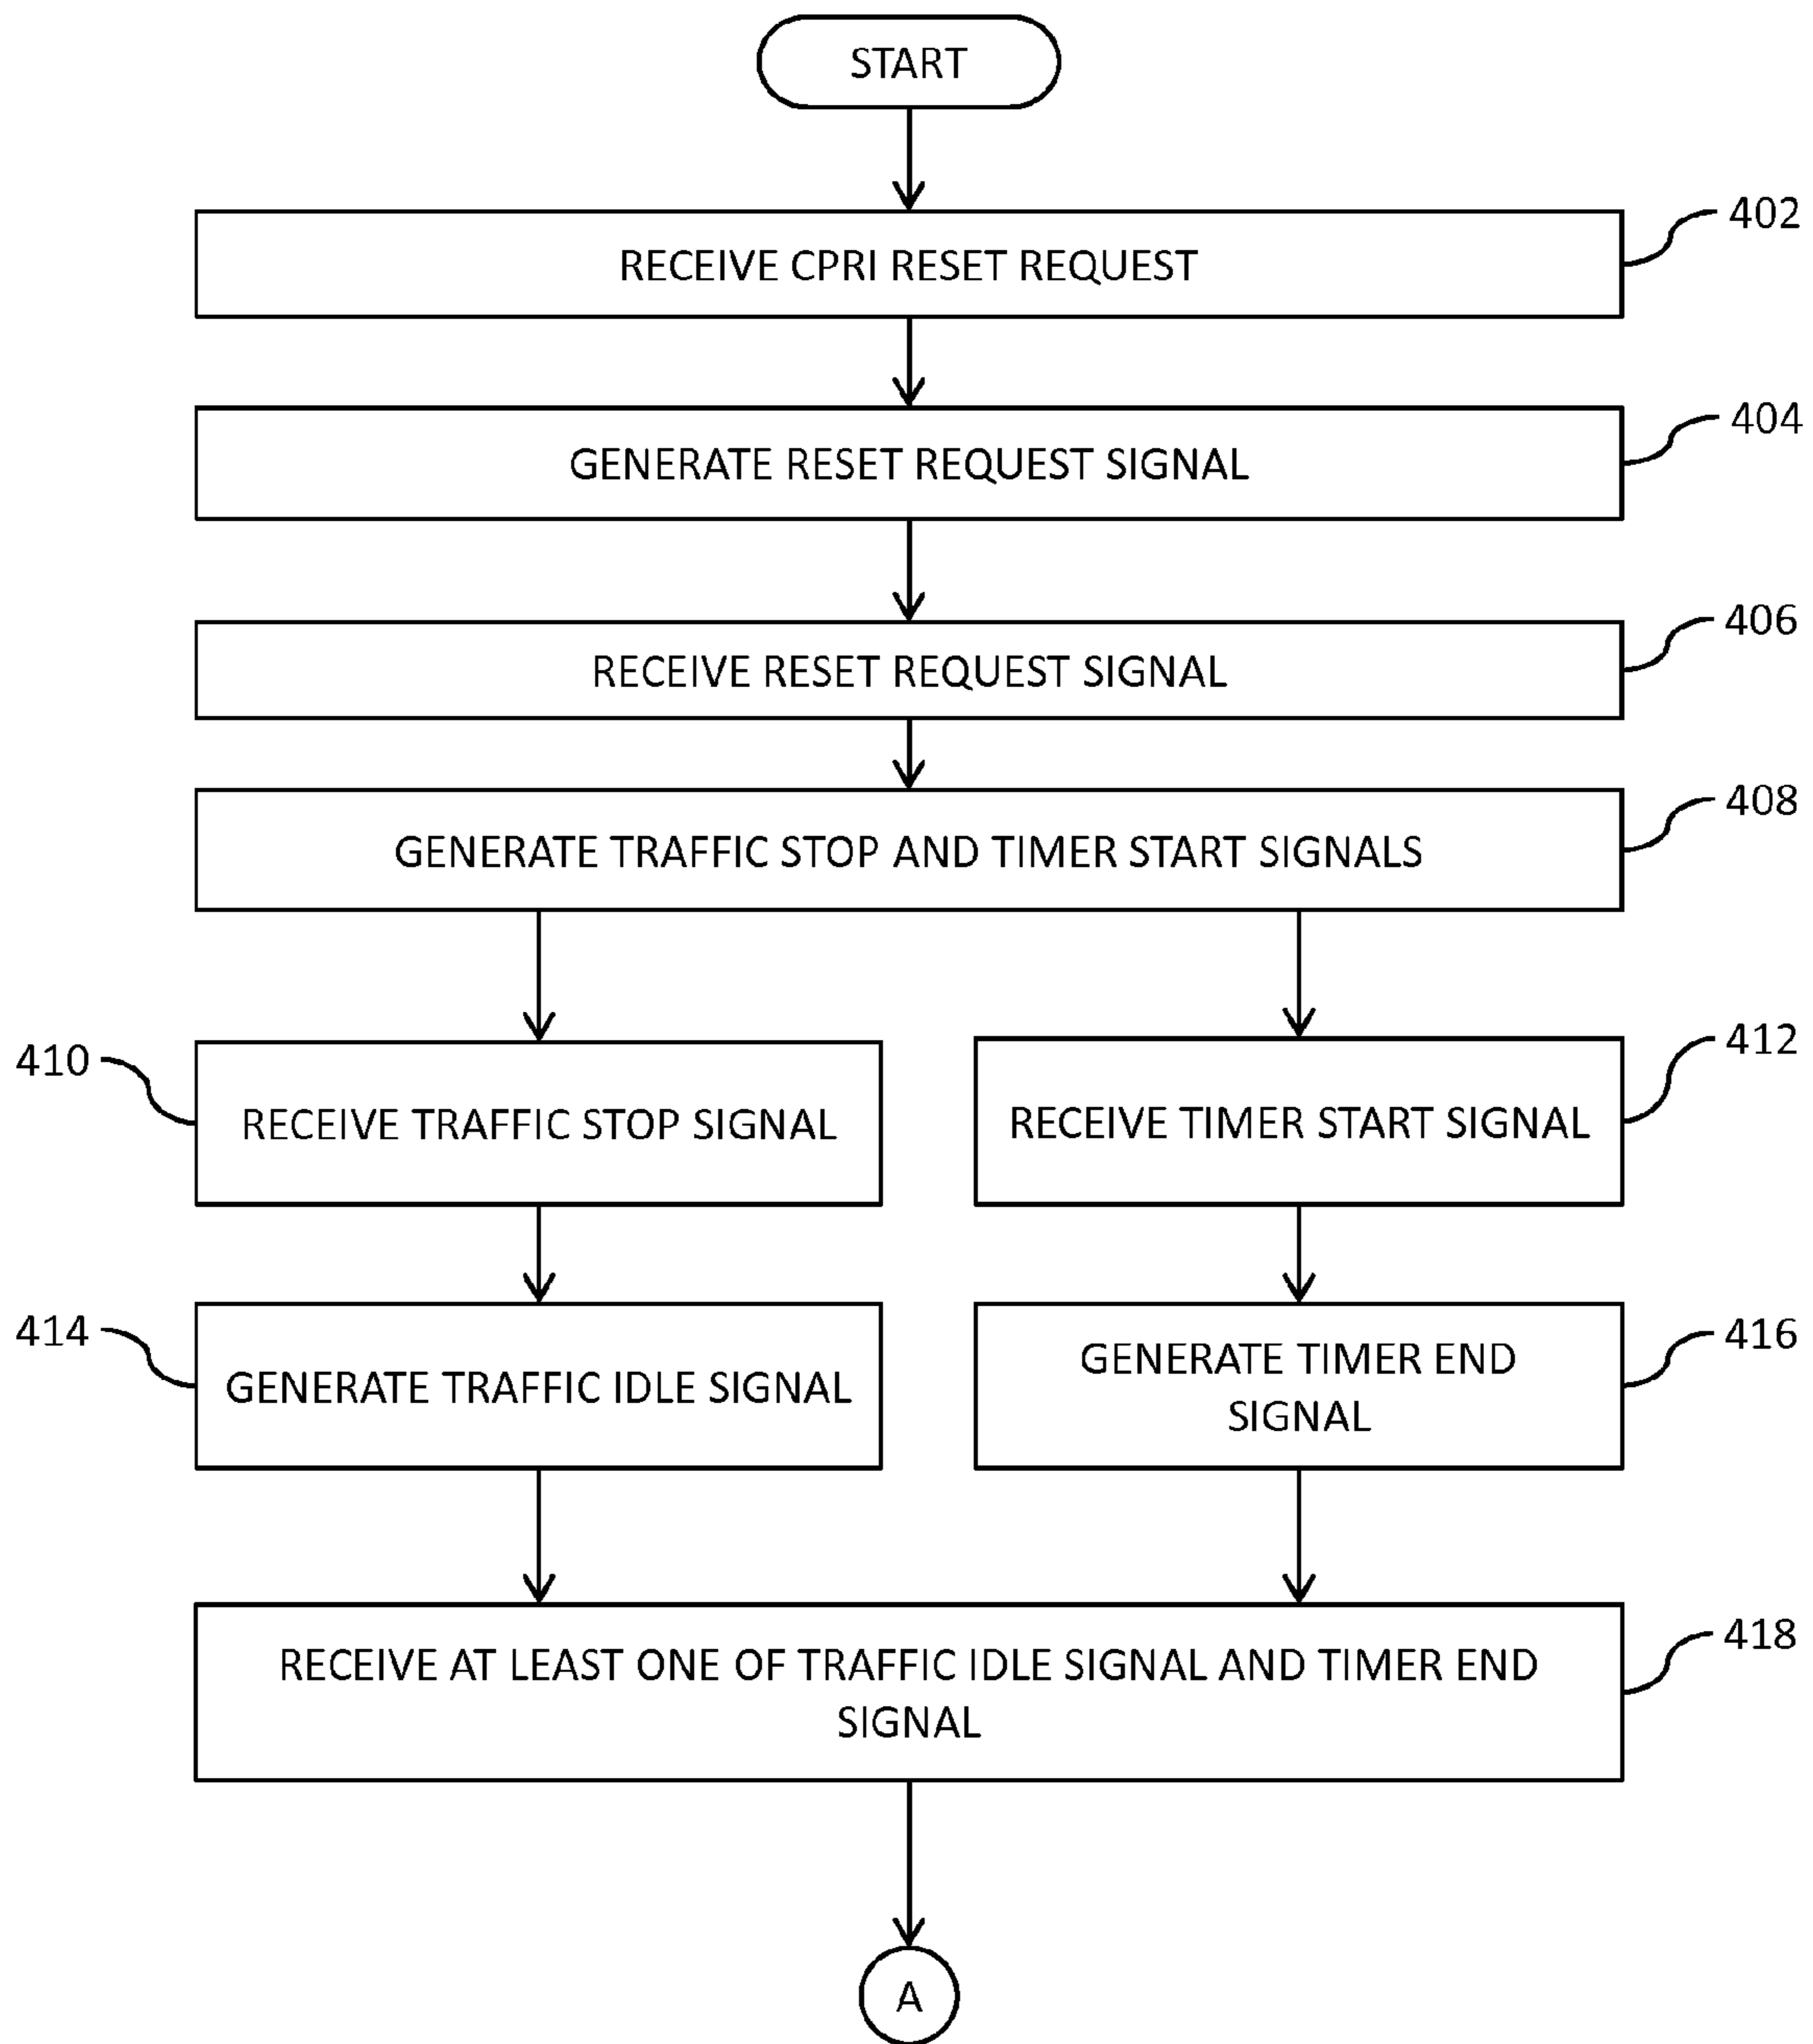 START
402
RECEIVE CPRI RESET REQUEST
404
GENERATE RESET REQUEST SIGNAL
406
RECEIVE RESET REQUEST SIGNAL
408
GENERATE TRAFFIC STOP AND TIMER START SIGNALS
410
RECEIVE TRAFFIC STOP SIGNAL
412
RECEIVE TIMER START SIGNAL
414
GENERATE TRAFFIC IDLE SIGNAL
416
GENERATE TIMER END
SIGNAL
418
RECEIVE AT LEAST ONE OF TRAFFIC IDLE SIGNAL AND TIMER END
SIGNAL
A